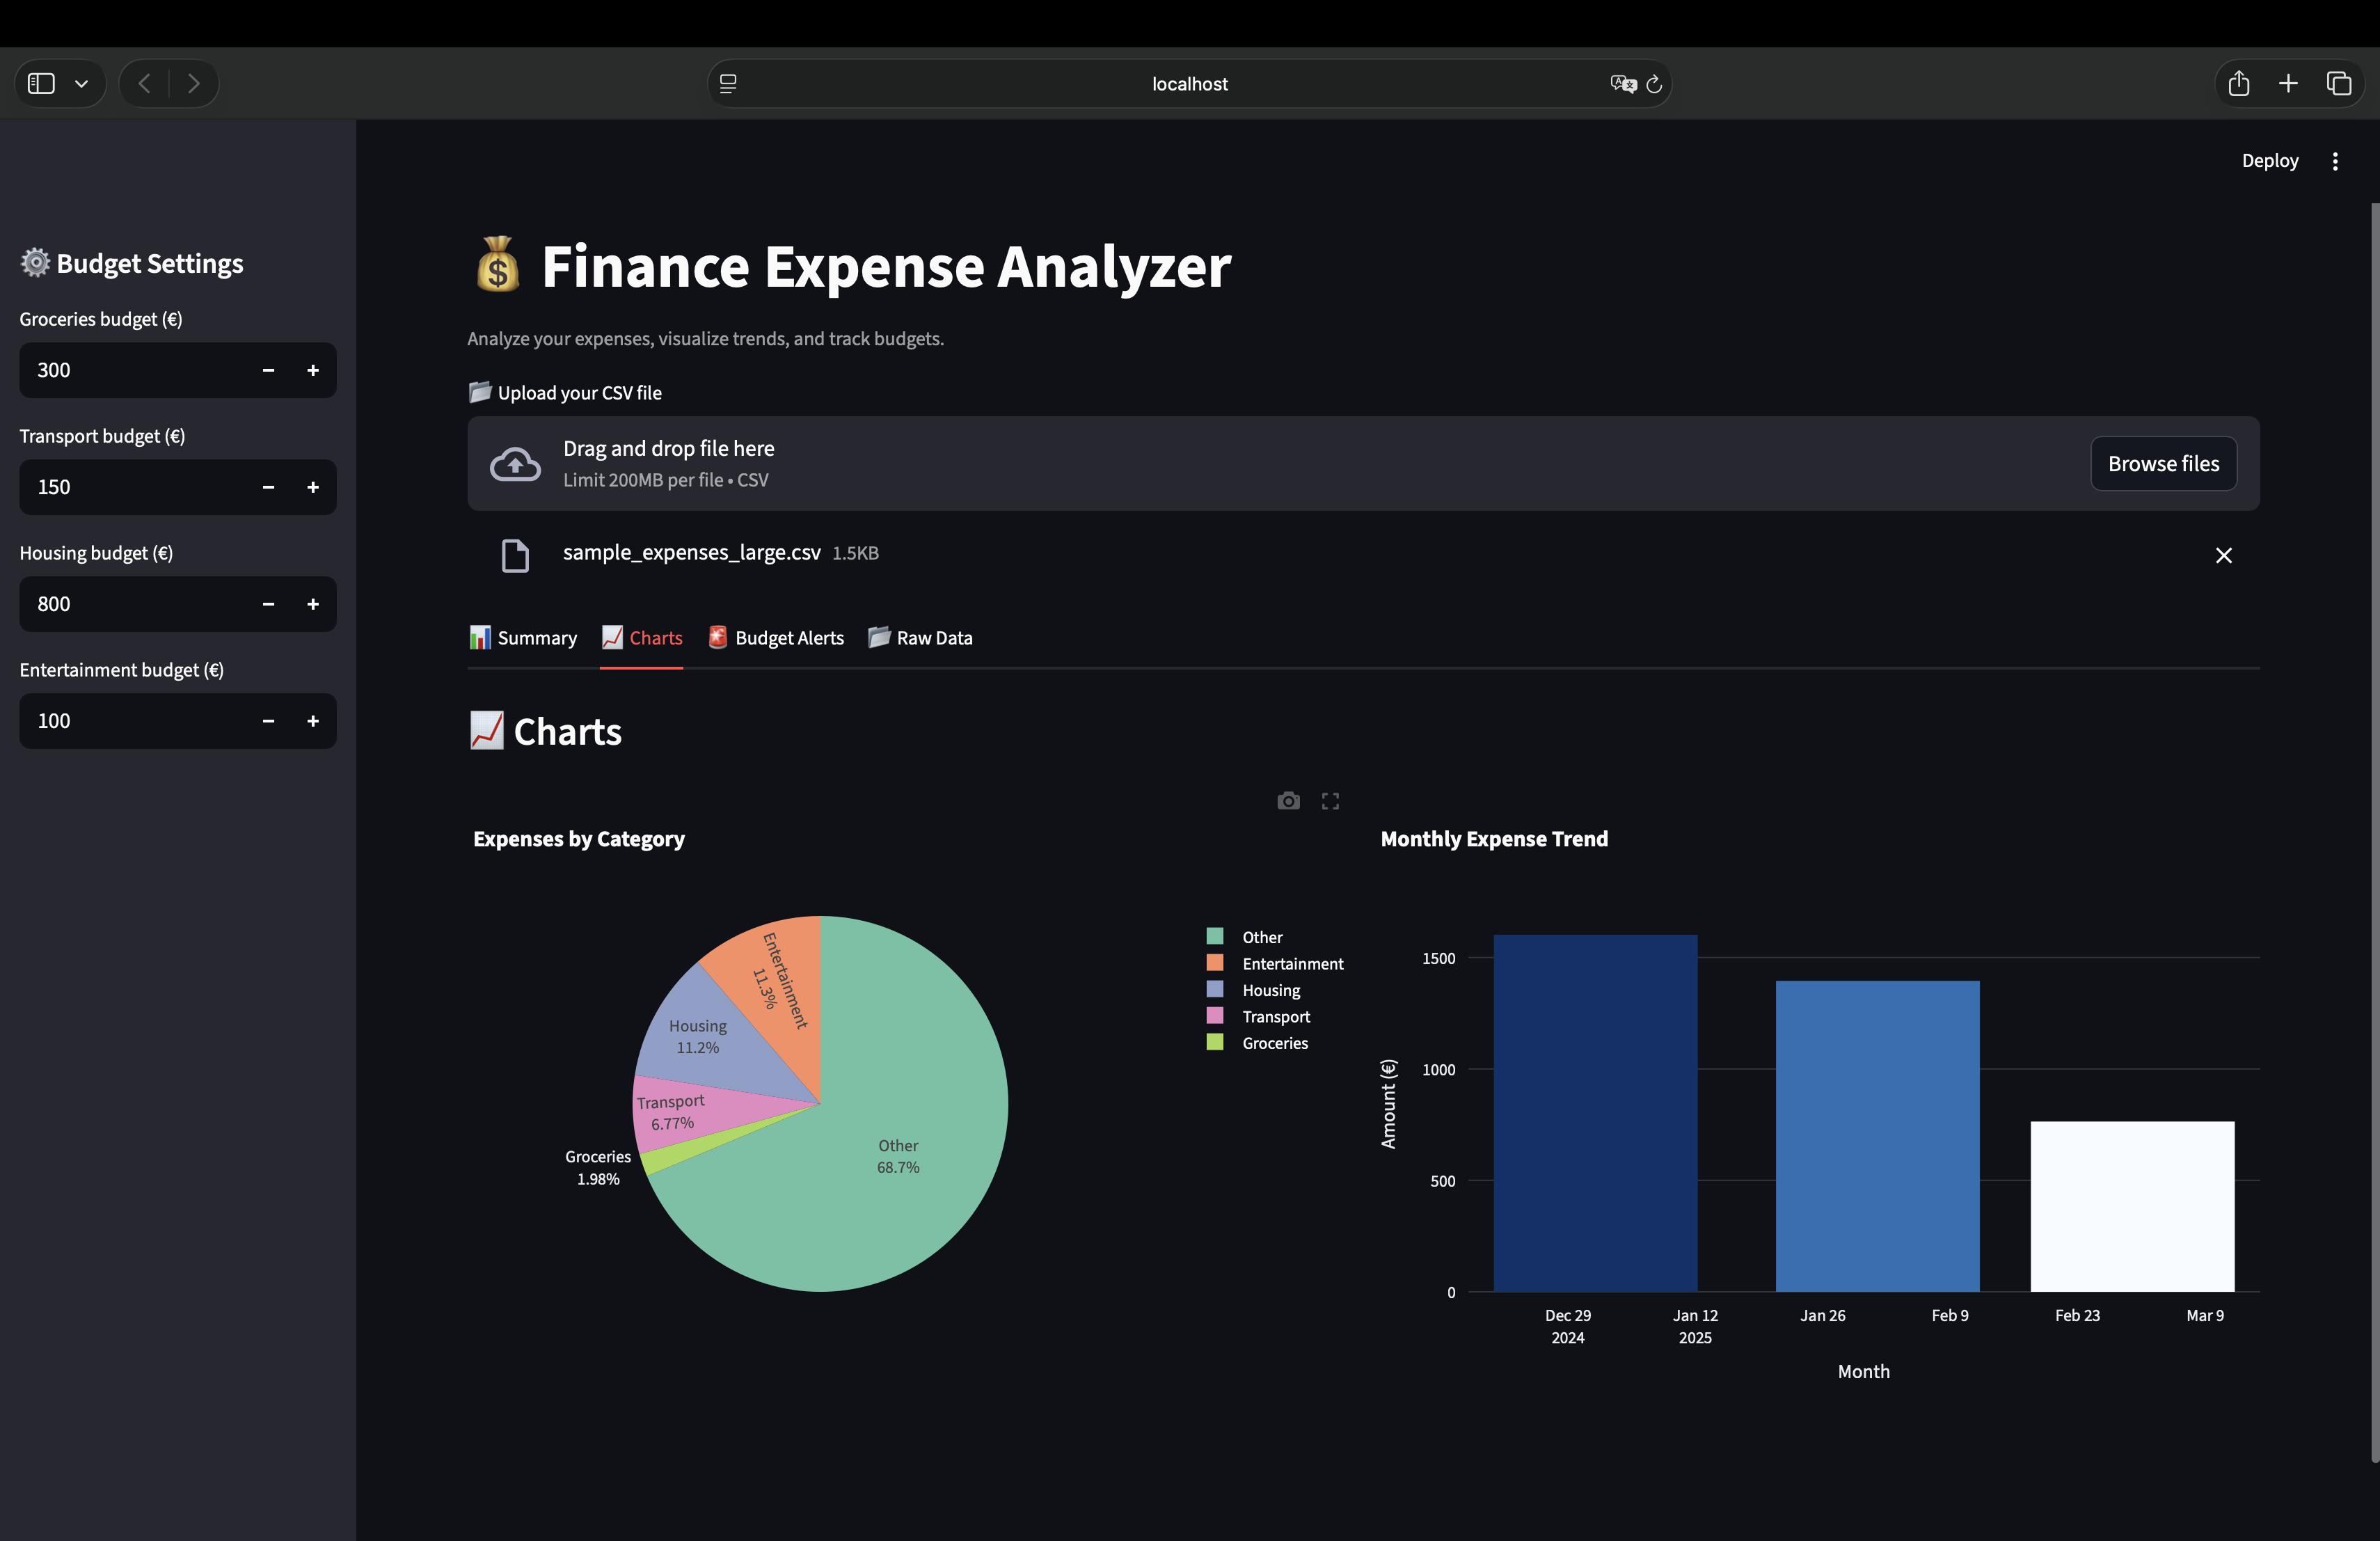 localhost
Deploy
Budget Settings
Groceries budget (€)
300
Transport budget (€)
150
Housing budget (€)
800
Entertainment budget (€)
100
Finance Expense Analyzer
Analyze your expenses, visualize trends, and track budgets.
Upload your CSV file
Drag and drop file here
Limit 200MB per file • CSV
Browse files
sample_expenses_large.csv 1.5KB
Summary Charts Budget Alerts Raw Data
Charts
Expenses by Category
Entertainment
11.3%
Housing
11.2%
Transport
6.77%
Groceries
1.98%
Other
68.7%
Other
Entertainment
Housing
Transport
Groceries
Monthly Expense Trend
Amount (€)
1500
1000
500
0
Dec 29 Jan 12 Jan 26 Feb 9 Feb 23 Mar 9
2024 2025
Month